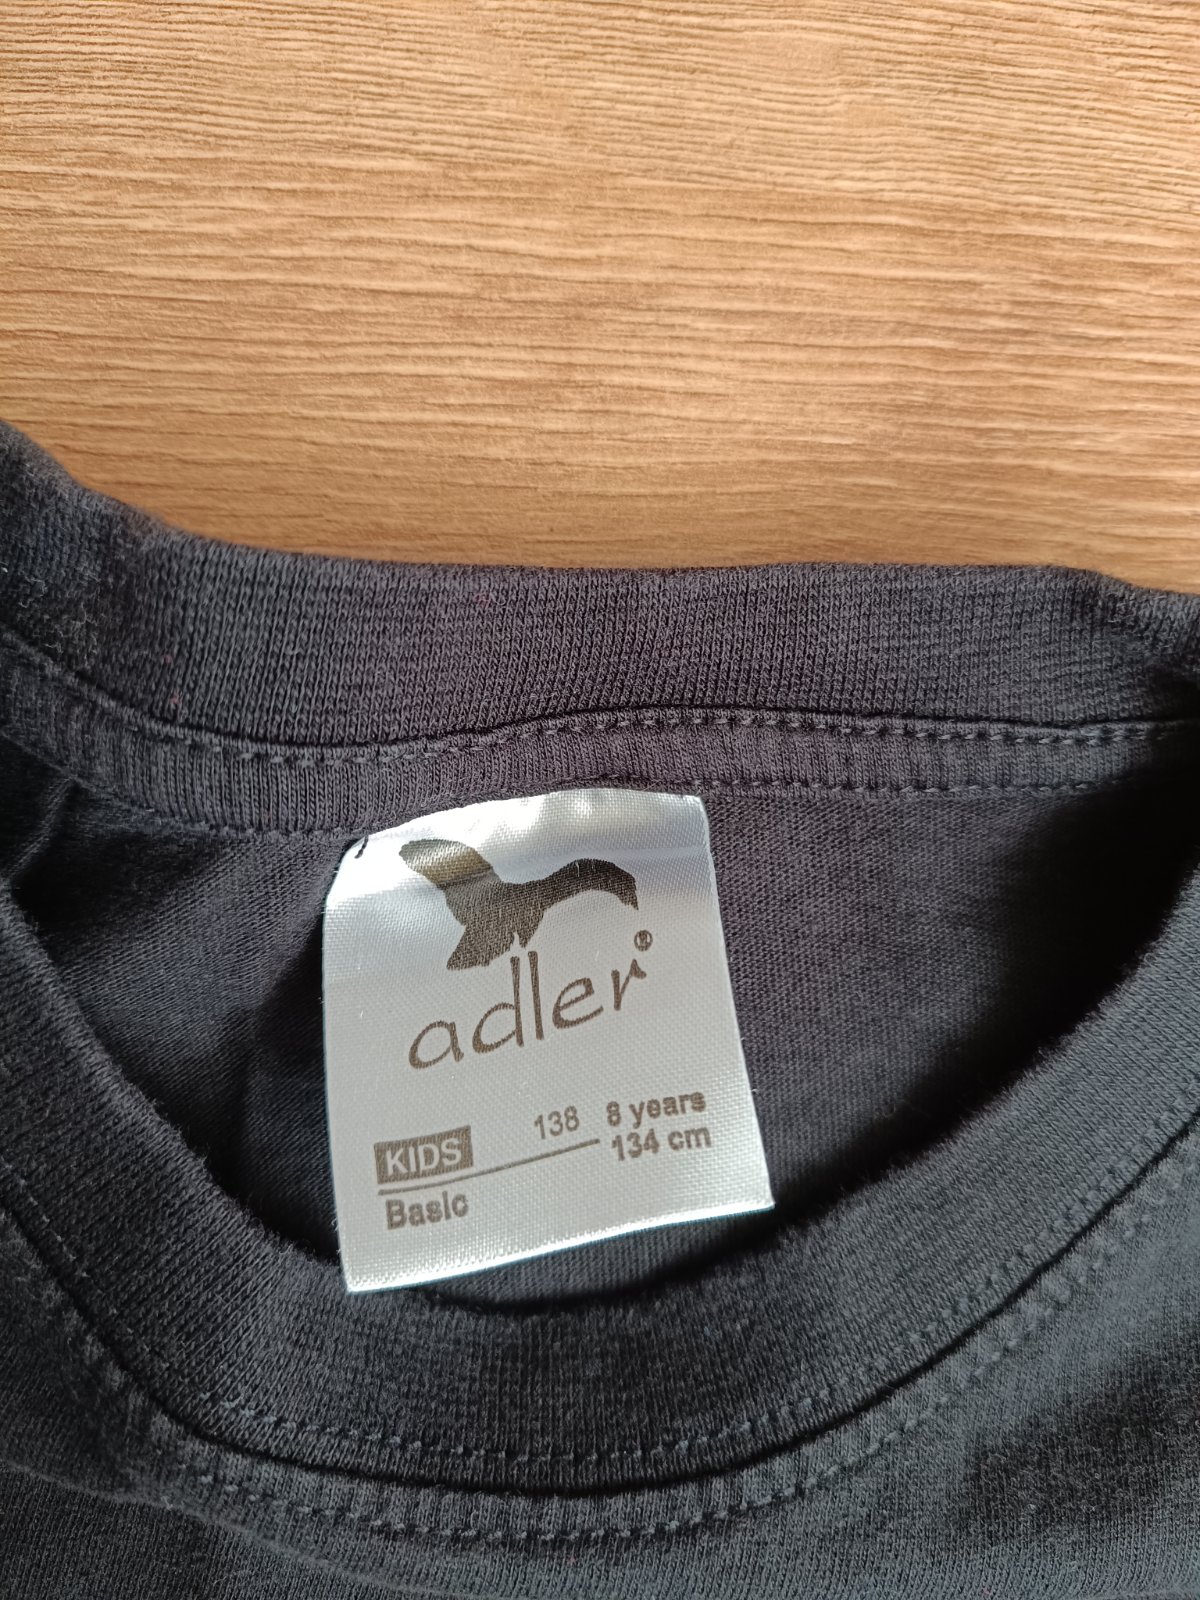 adler®
KIDS 138 8 years
134 cm
Basic